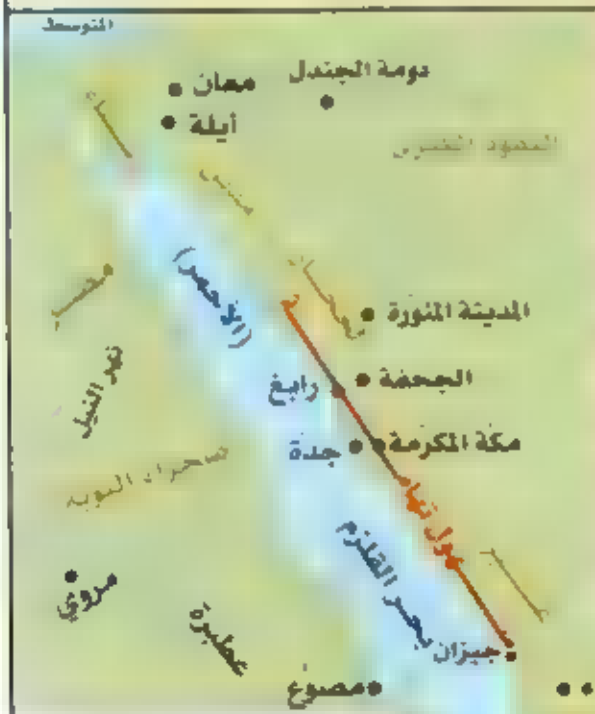 المتوسط
دومة الجندل
معان
أيلة
(الأحمر)
المدينة المنورة
الجحفة
رابغ
مكة المكرمة
جدة
نهر النيل
صحراء النوبة
بحر القلزم
مروي
عطبرة
جيزان
مصوع